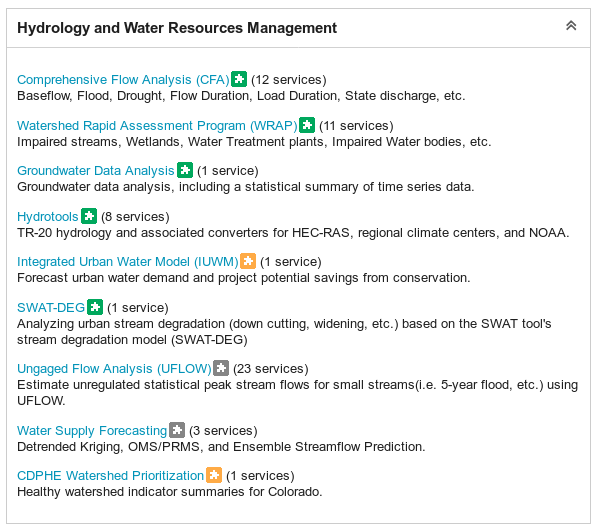 Hydrology and Water Resources Management
Comprehensive Flow Analysis (CFA) (12 services)
Baseflow, Flood, Drought, Flow Duration, Load Duration, State discharge, etc.
Watershed Rapid Assessment Program (WRAP) (11 services)
Impaired streams, Wetlands, Water Treatment plants, Impaired Water bodies, etc.
Groundwater Data Analysis (1 service)
Groundwater data analysis, including a statistical summary of time series data.
Hydrotools (8 services)
TR-20 hydrology and associated converters for HEC-RAS, regional climate centers, and NOAA.
Integrated Urban Water Model (IUWM) (1 service)
Forecast urban water demand and project potential savings from conservation.
SWAT-DEG (1 service)
Analyzing urban stream degradation (down cutting, widening, etc.) based on the SWAT tool's
stream degradation model (SWAT-DEG)
Ungaged Flow Analysis (UFLOW) (23 services)
Estimate unregulated statistical peak stream flows for small streams(i.e. 5-year flood, etc.) using
UFLOW.
Water Supply Forecasting (3 services)
Detrended Kriging, OMS/PRMS, and Ensemble Streamflow Prediction.
CDPHE Watershed Prioritization (1 services)
Healthy watershed indicator summaries for Colorado.